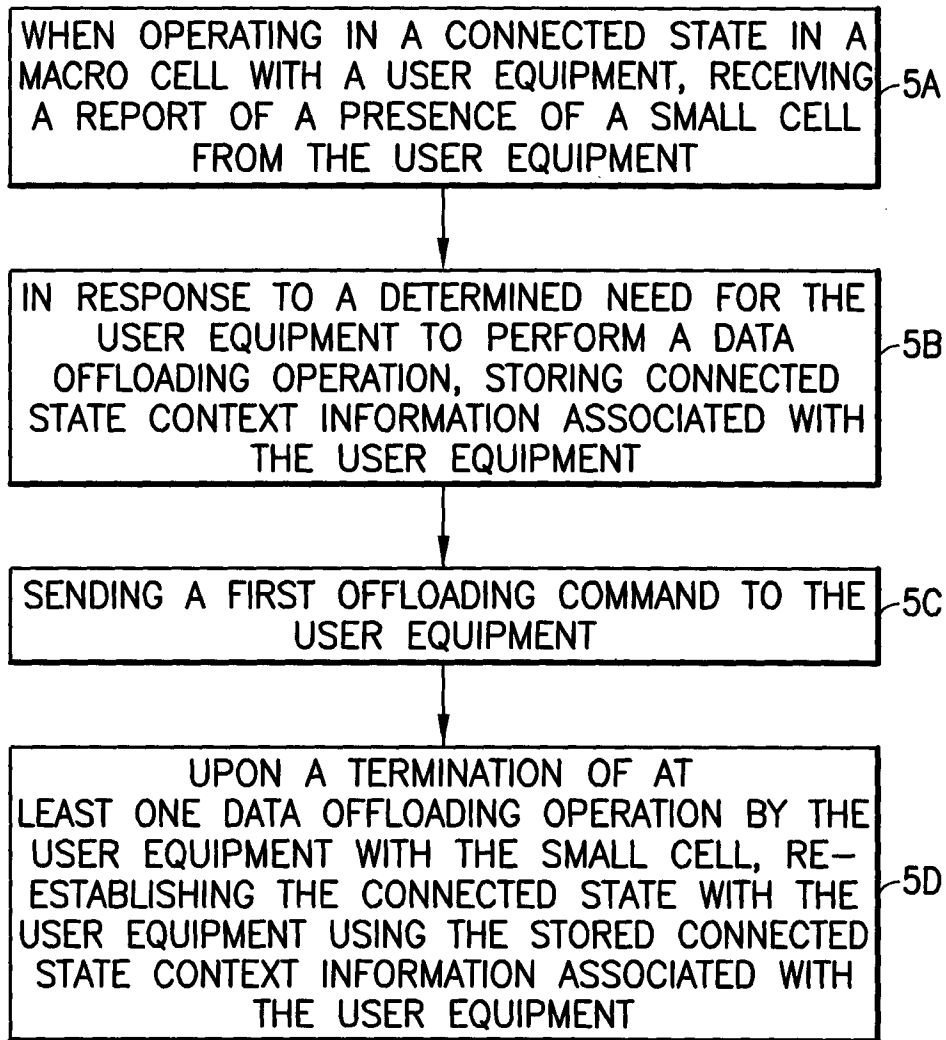 WHEN OPERATING IN A CONNECTED STATE IN A
MACRO CELL WITH A USER EQUIPMENT, RECEIVING
A REPORT OF A PRESENCE OF A SMALL CELL
FROM THE USER EQUIPMENT
5A
IN RESPONSE TO A DETERMINED NEED FOR THE
USER EQUIPMENT TO PERFORM A DATA
OFFLOADING OPERATION, STORING CONNECTED
STATE CONTEXT INFORMATION ASSOCIATED WITH
THE USER EQUIPMENT
5B
SENDING A FIRST OFFLOADING COMMAND TO THE
USER EQUIPMENT
5C
UPON A TERMINATION OF AT
LEAST ONE DATA OFFLOADING OPERATION BY THE
USER EQUIPMENT WITH THE SMALL CELL, RE-
ESTABLISHING THE CONNECTED STATE WITH THE
USER EQUIPMENT USING THE STORED CONNECTED
STATE CONTEXT INFORMATION ASSOCIATED WITH
THE USER EQUIPMENT
5D